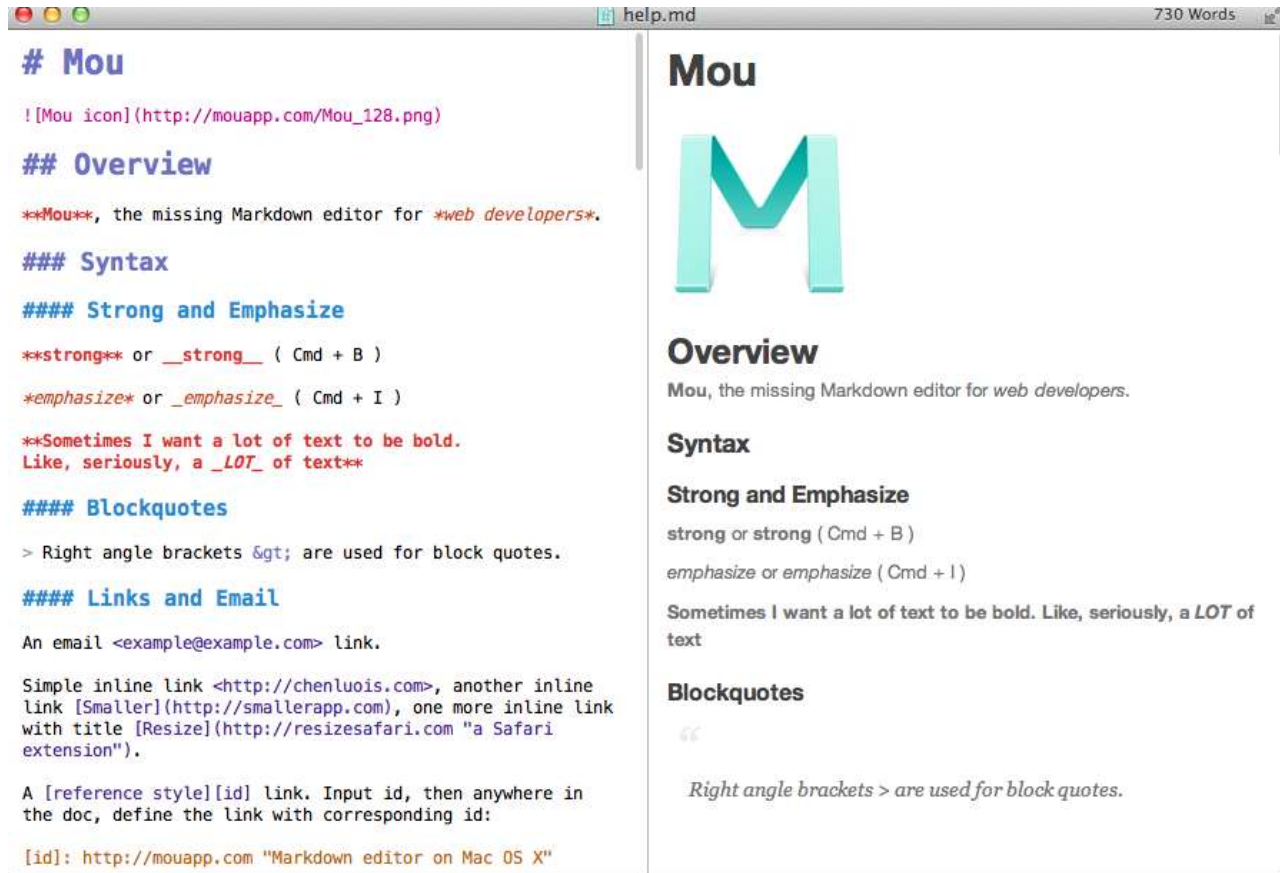 help.md
730 Words
# Mou
![Mou icon](http://mouapp.com/Mou_128.png)
## Overview
**Mou**, the missing Markdown editor for *web developers*.
### Syntax
#### Strong and Emphasize
**strong** or __strong__ ( Cmd + B )
*emphasize* or _emphasize_ ( Cmd + I )
**Sometimes I want a lot of text to be bold.
Like, seriously, a _LOT_ of text**
#### Blockquotes
> Right angle brackets &gt; are used for block quotes.
#### Links and Email
An email <example@example.com> link.
Simple inline link <http://chenluois.com>, another inline
link [Smaller](http://smallerapp.com), one more inline link
with title [Resize](http://resizesafari.com "a Safari
extension").
A [reference style][id] link. Input id, then anywhere in
the doc, define the link with corresponding id:
[id]: http://mouapp.com "Markdown editor on Mac OS X"
Mou
M
Overview
Mou, the missing Markdown editor for web developers.
Syntax
Strong and Emphasize
strong or strong ( Cmd + B )
emphasize or emphasize ( Cmd + I )
Sometimes I want a lot of text to be bold. Like, seriously, a LOT of
text
Blockquotes
“
Right angle brackets > are used for block quotes.